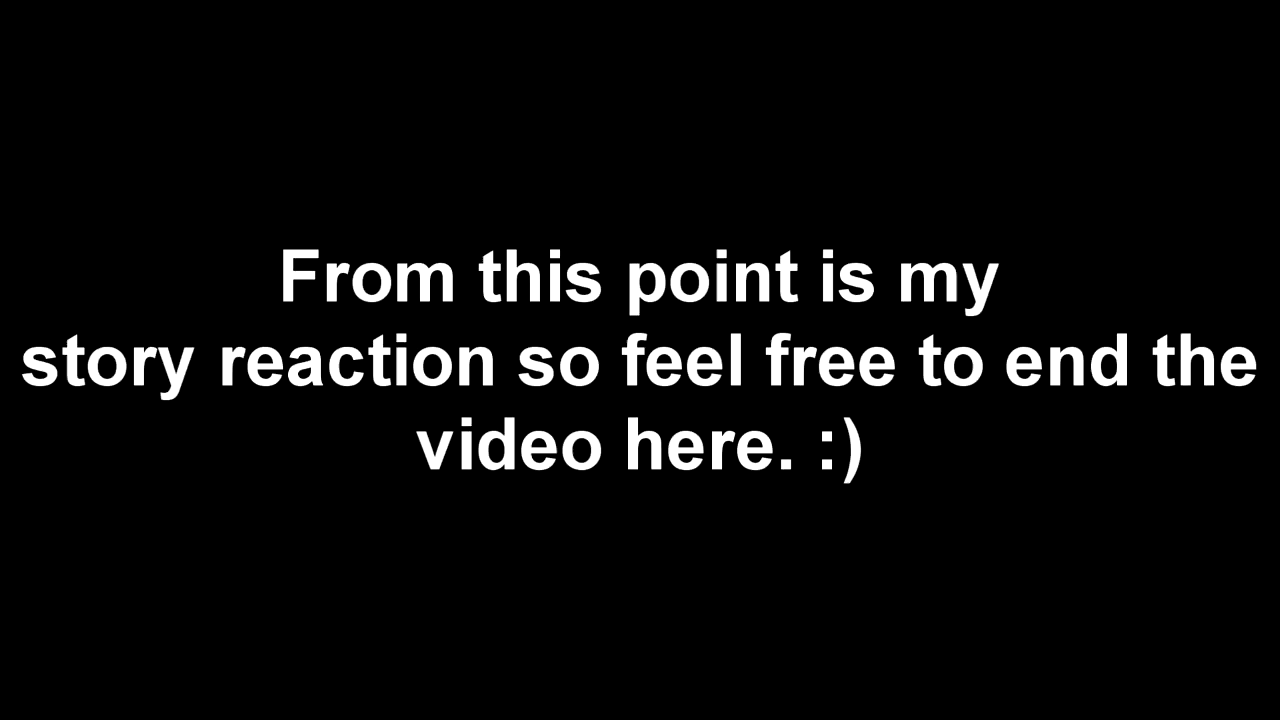 From this point is my
story reaction so feel free to end the
video here. :)